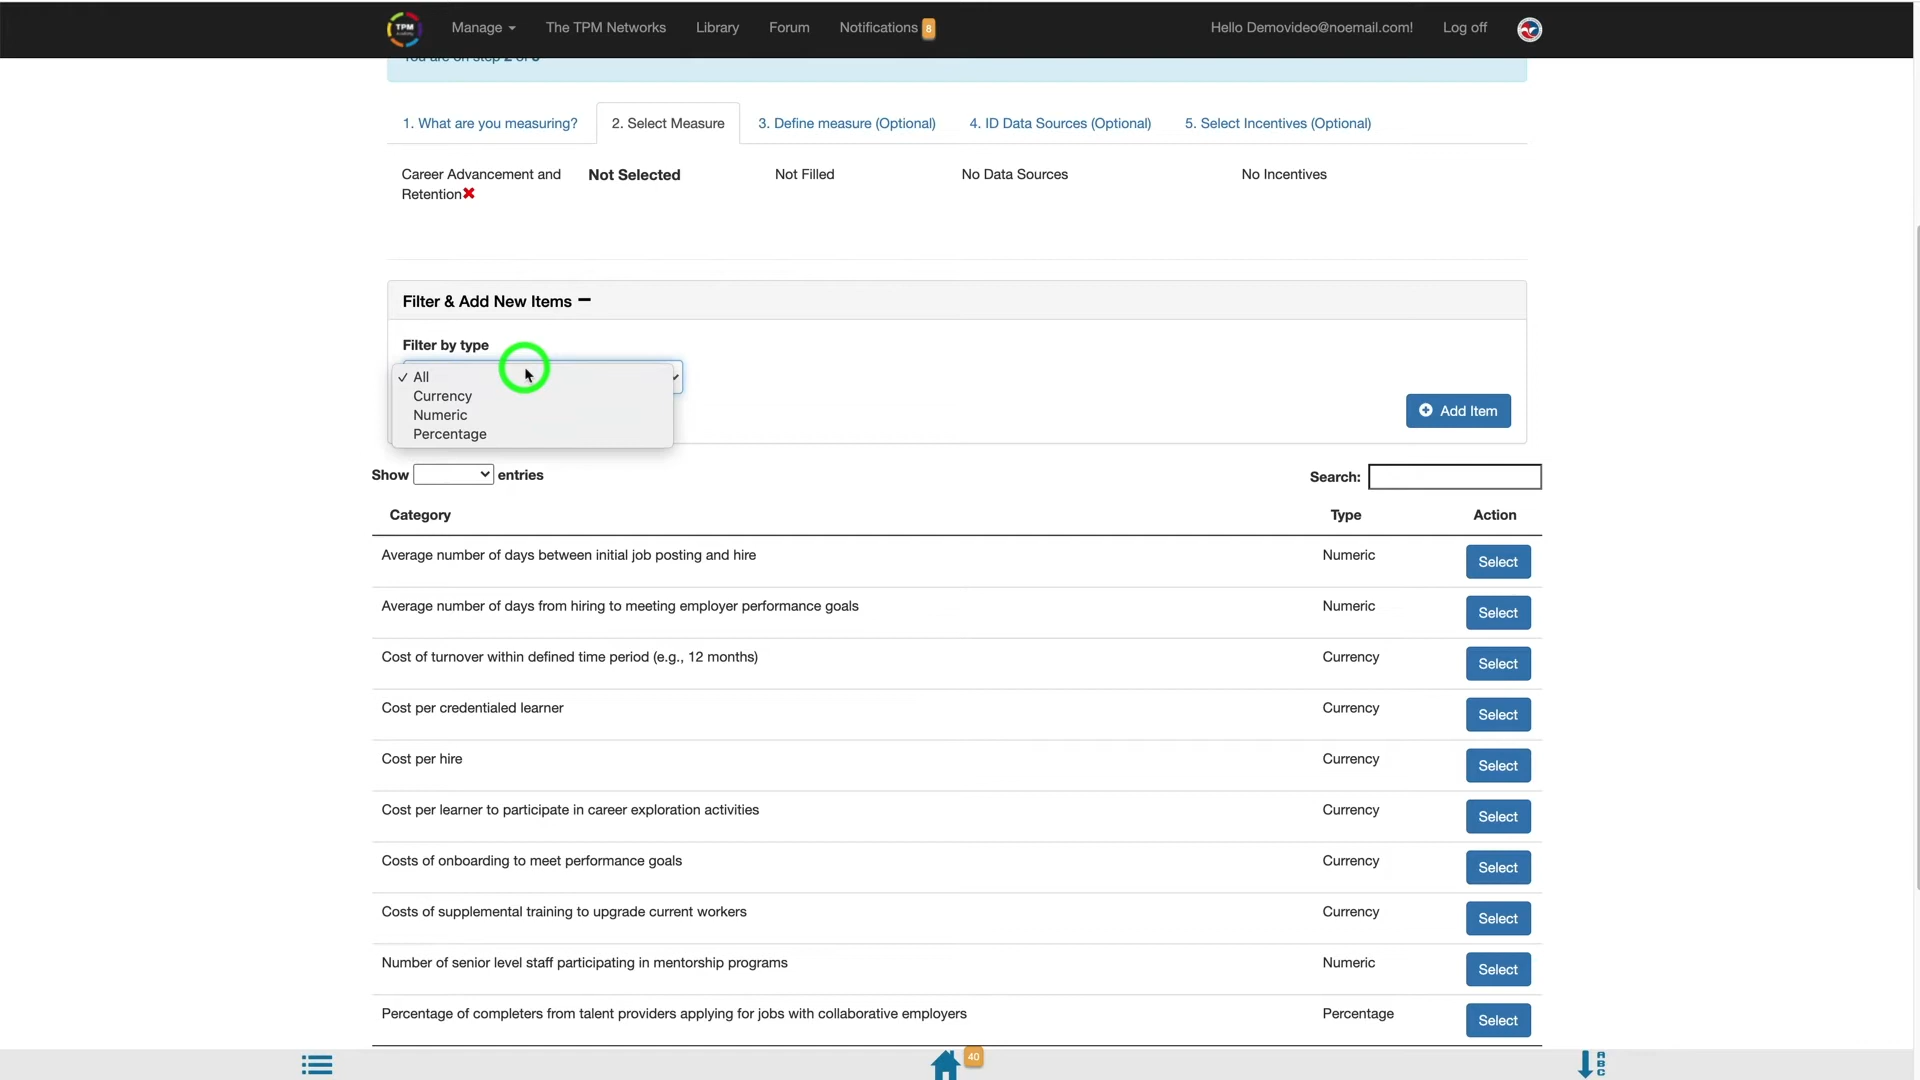 TPM
Manage
The TPM Networks
Library
Forum
Notifications 8
Hello Demovideo@noemail.com!
Log off
You are on step 2 of 5
1. What are you measuring?
2. Select Measure
3. Define measure (Optional)
4. ID Data Sources (Optional)
5. Select Incentives (Optional)
Career Advancement and
Retention
Not Selected
Not Filled
No Data Sources
No Incentives
Filter & Add New Items
Filter by type
All
Currency
Numeric
Percentage
Add Item
Show entries
Search:
Category Type Action
Average number of days between initial job posting and hire Numeric Select
Average number of days from hiring to meeting employer performance goals Numeric Select
Cost of turnover within defined time period (e.g., 12 months) Currency Select
Cost per credentialed learner Currency Select
Cost per hire Currency Select
Cost per learner to participate in career exploration activities Currency Select
Costs of onboarding to meet performance goals Currency Select
Costs of supplemental training to upgrade current workers Currency Select
Number of senior level staff participating in mentorship programs Numeric Select
Percentage of completers from talent providers applying for jobs with collaborative employers Percentage Select
40
A
B
C